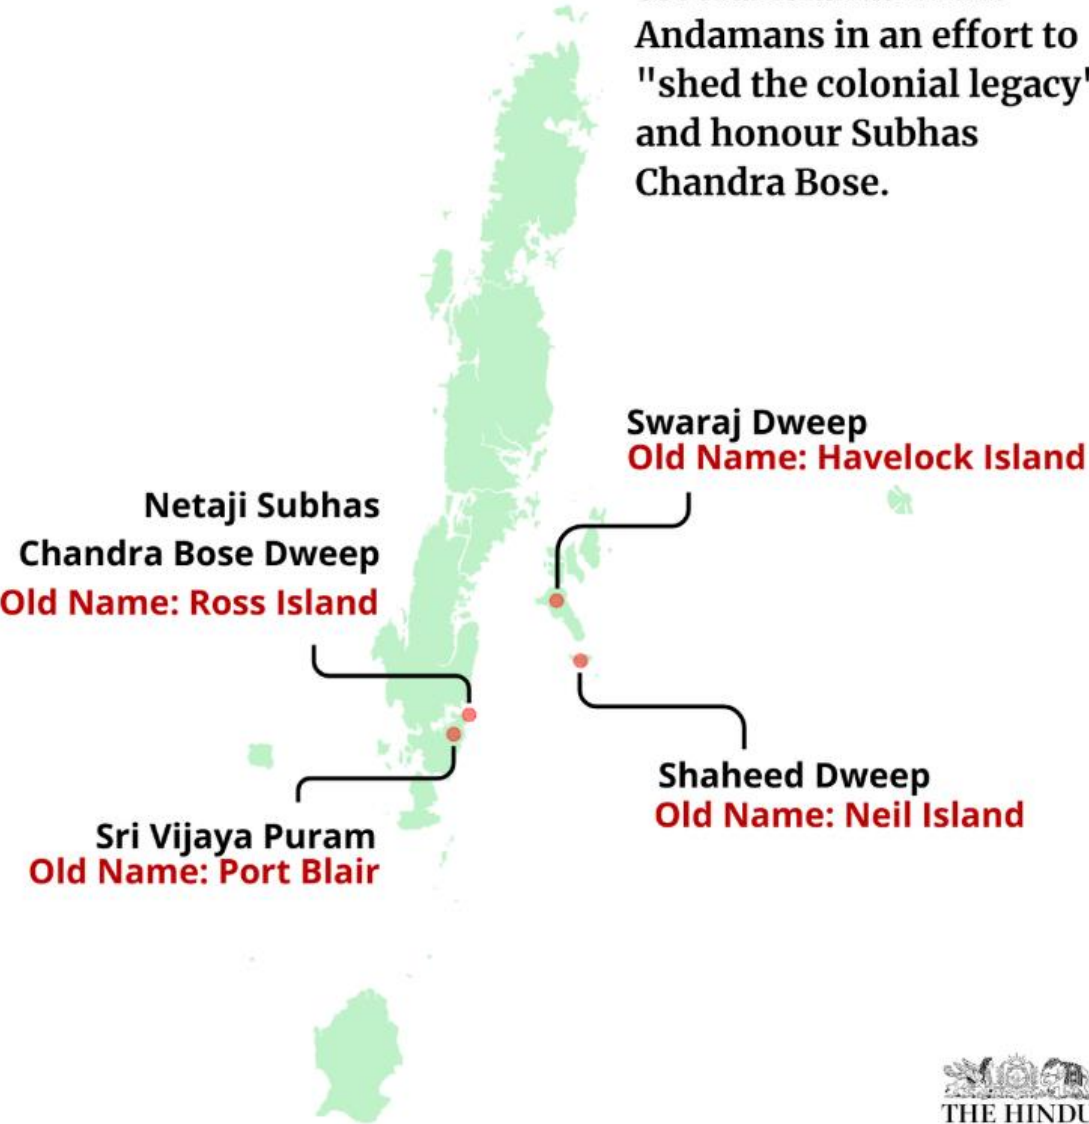 Andamans in an effort to
"shed the colonial legacy"
and honour Subhas
Chandra Bose.
Swaraj Dweep
Old Name: Havelock Island
Netaji Subhas
Chandra Bose Dweep
Old Name: Ross Island
Shaheed Dweep
Old Name: Neil Island
Sri Vijaya Puram
Old Name: Port Blair
THE HINDU